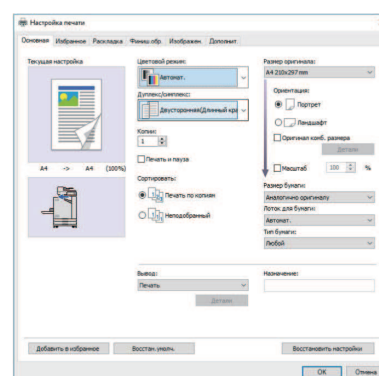 Настройка печати
Основная Избранное Раскладка Финиш.обр. Изображен. Дополнит.
Текущая настройка
A4 -> A4 (100%)
Цветовой режим:
Автомат.
Дуплекс/симплекс:
Двусторонняя(Длинный кра
Копии:
1
Печать и пауза
Сортировать:
Печать по копиям
Неподобранный
Вывод:
Печать
Детали
Размер оригинала:
A4 210x297 mm
Ориентация:
Портрет
Ландшафт
Оригинал комб. размера
Детали
Масштаб 100 %
Размер бумаги:
Аналогично оригиналу
Лоток для бумаги:
Автомат.
Тип бумаги:
Любой
Назначение:
Добавить в избранное Восстан.умолч. Восстановить настройки
OK Отмена